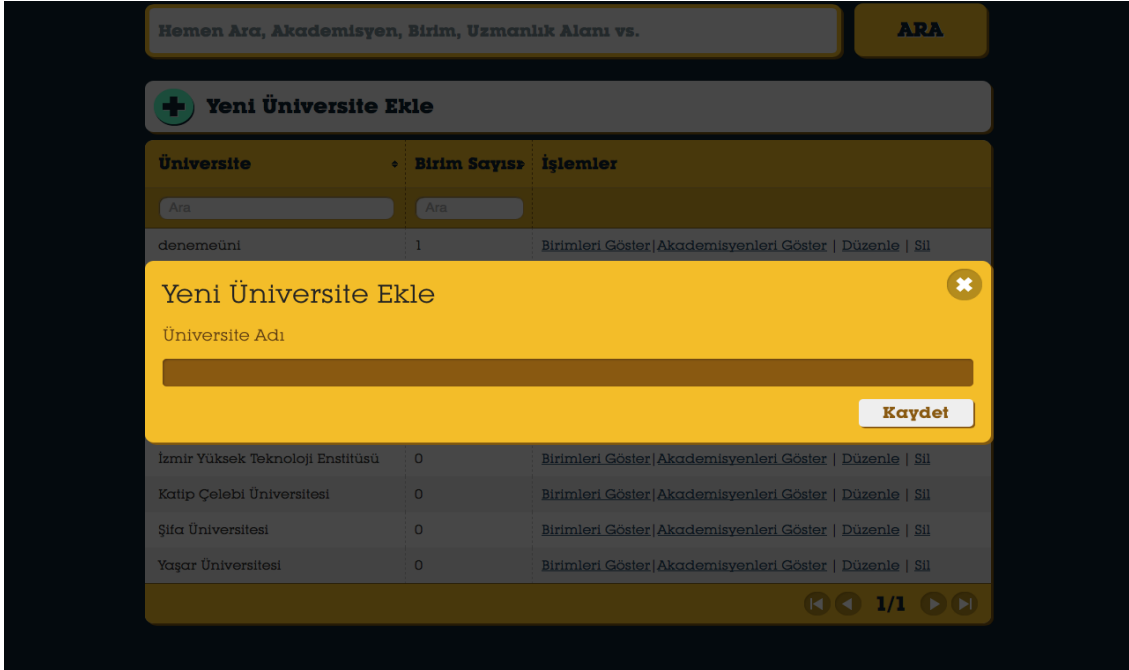 Hemen Ara, Akademisyen, Birim, Uzmanlık Alanı vs. ARA
Yeni Üniversite Ekle
Üniversite Birim Sayısı İşlemler
Ara Ara
denemeüni 1 Birimleri Göster|Akademisyenleri Göster | Düzenle | Sil
Yeni Üniversite Ekle
Üniversite Adı
Kaydet
İzmir Yüksek Teknoloji Enstitüsü 0 Birimleri Göster|Akademisyenleri Göster | Düzenle | Sil
Katip Çelebi Üniversitesi 0 Birimleri Göster|Akademisyenleri Göster | Düzenle | Sil
Şifa Üniversitesi 0 Birimleri Göster|Akademisyenleri Göster | Düzenle | Sil
Yaşar Üniversitesi 0 Birimleri Göster|Akademisyenleri Göster | Düzenle | Sil
1/1